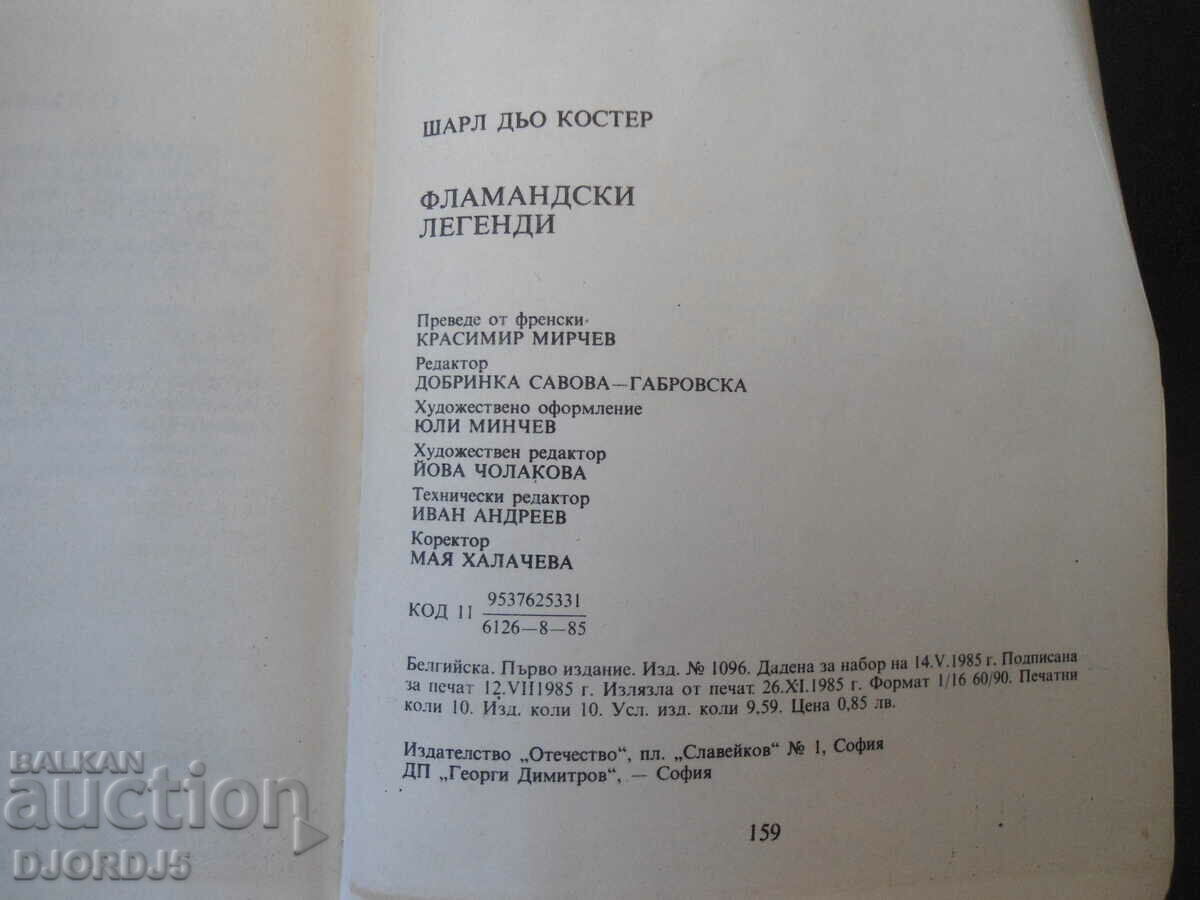 ШАРЛ ДЬО КОСТЕР
ФЛАМАНДСКИ
ЛЕГЕНДИ
Преведе от френски
КРАСИМИР МИРЧЕВ
Редактор
ДОБРИНКА САВОВА—ГАБРОВСКА
Художествено оформление
ЮЛИ МИНЧЕВ
Художествен редактор
ЙОВА ЧОЛАКОВА
Технически редактор
ИВАН АНДРЕЕВ
Коректор
МАЯ ХАЛАЧЕВА
КОД 11 9537625331
6126—8—85
Белгийска. Първо издание. Изд. № 1096. Дадена за набор на 14.V.1985 г. Подписана
за печат 12.VII1985 г. Излязла от печат 26.XI.1985 г. Формат 1/16 60/90. Печатни
коли 10. Изд. коли 10. Усл. изд. коли 9,59. Цена 0,85 лв.
Издателство „Отечество“, пл. „Славейков“ № 1, София
ДП „Георги Димитров“, — София
159
BALKAN
auction
DJORDJ5